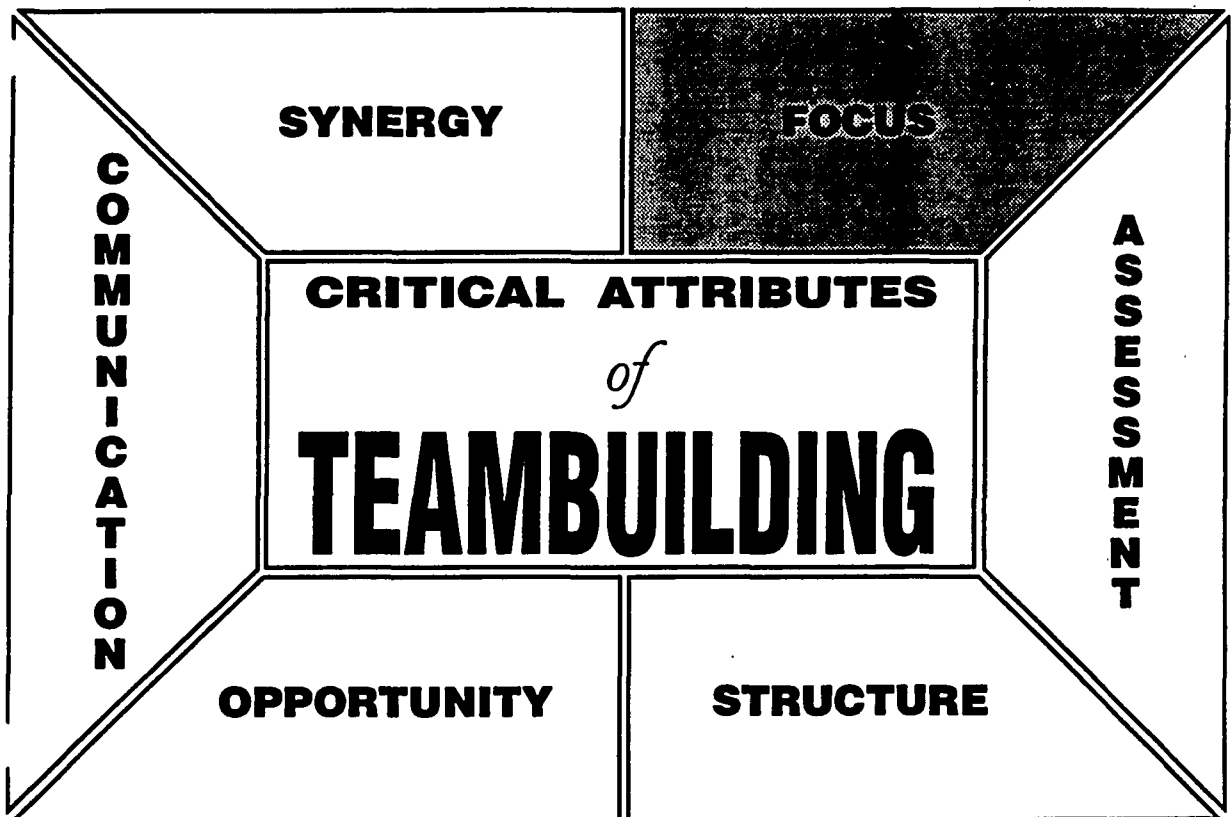 SYNERGY
FOCUS
COMMUNICATION
CRITICAL ATTRIBUTES
of
TEAMBUILDING
ASSESSMENT
OPPORTUNITY
STRUCTURE